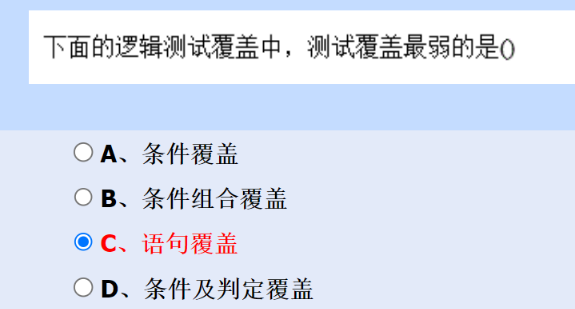 下面的逻辑测试覆盖中，测试覆盖最弱的是()
A、条件覆盖
B、条件组合覆盖
C、语句覆盖
D、条件及判定覆盖